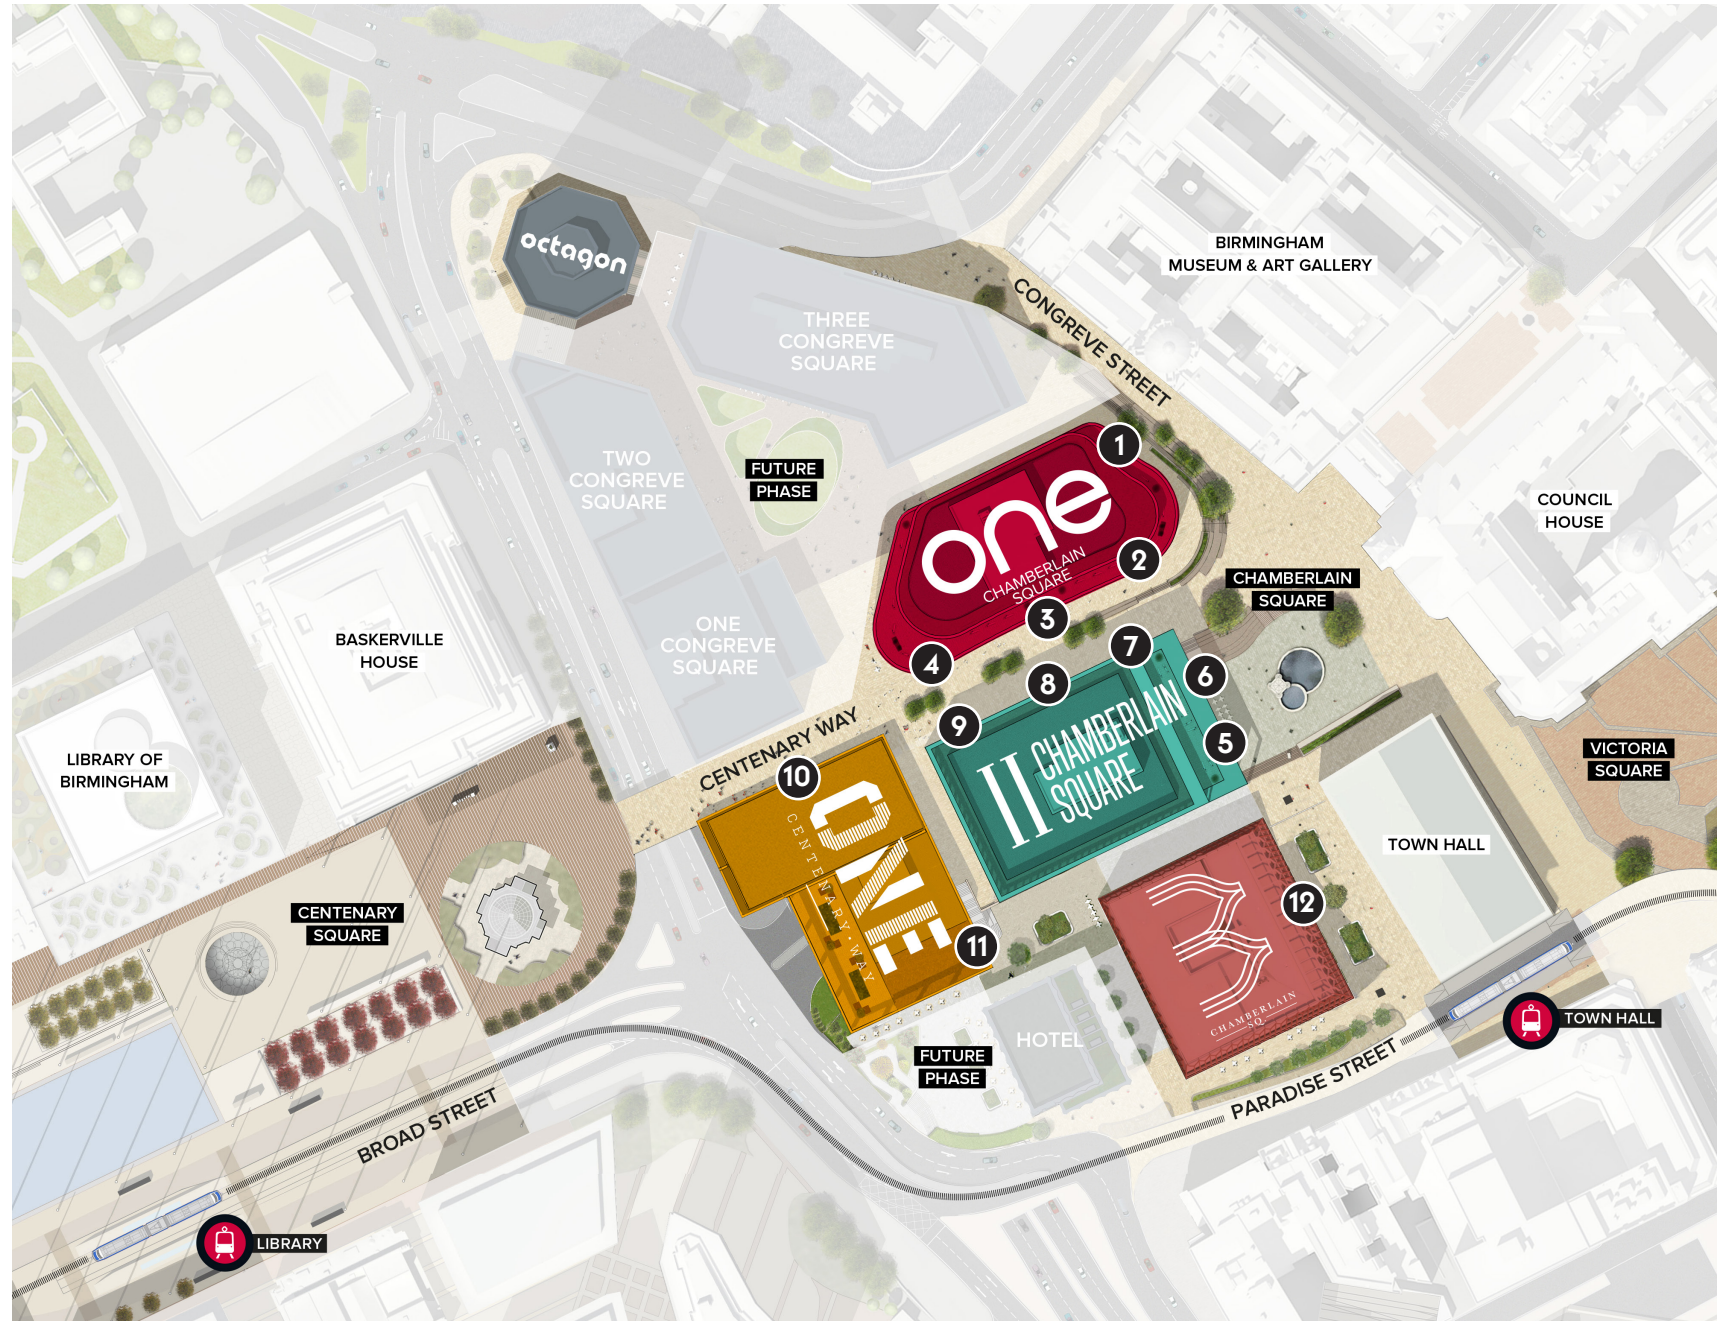 octagon
BIRMINGHAM
MUSEUM & ART GALLERY
CONGREVE STREET
THREE
CONGREVE
SQUARE
TWO
CONGREVE
SQUARE
FUTURE
PHASE
1
one
CHAMBERLAIN
SQUARE
2
3
4
COUNCIL
HOUSE
CHAMBERLAIN
SQUARE
ONE
CONGREVE
SQUARE
BASKERVILLE
HOUSE
7
6
8
9
5
II
CHAMBERLAIN
SQUARE
CENTENARY WAY
LIBRARY OF
BIRMINGHAM
VICTORIA
SQUARE
10
ONE
CENTENARY•WAY
11
TOWN HALL
12
3
CHAMBERLAIN
SQ.
CENTENARY
SQUARE
HOTEL
FUTURE
PHASE
TOWN HALL
PARADISE STREET
BROAD STREET
LIBRARY